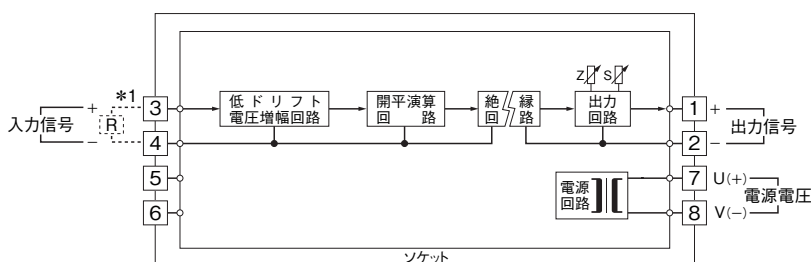 入力信号
+
−
*1
R
3
4
5
6
低ドリフト
電圧増幅回路
開平演算
回路
絶縁
回路
Z S
出力
回路
電源
回路
1
2
7
8
+
−
出力信号
U(+)
V(−)
電源電圧
ソケット